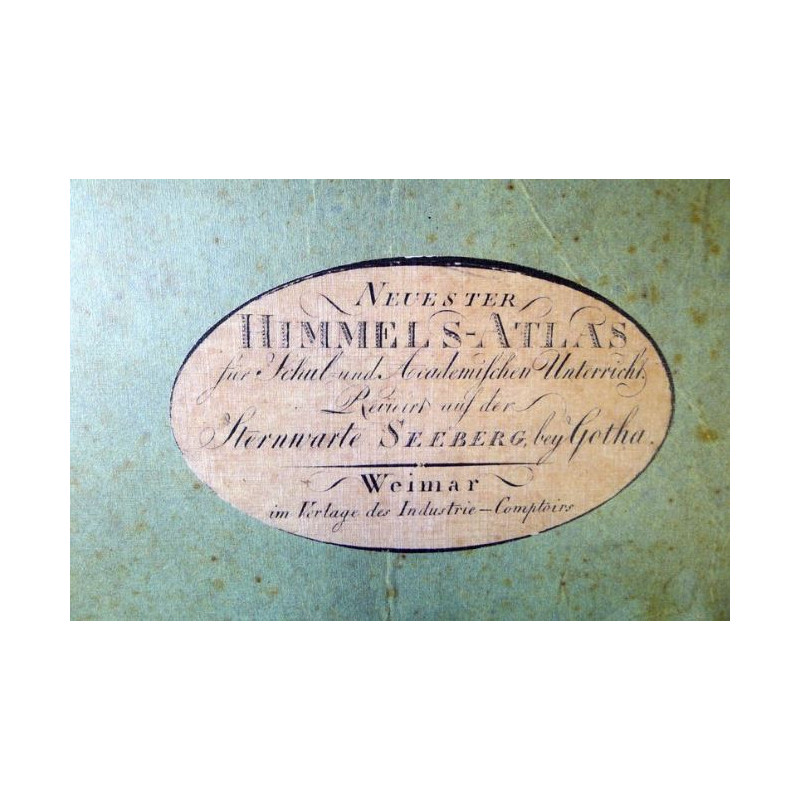 NEUESTER
HIMMELS-ATLAS
für Schul-und Academiſchen Unterricht,
Revidirt auf der
Sternwarte SEEBERG, bey Gotha.
Weimar
im Verlage des Industrie-Comptoirs